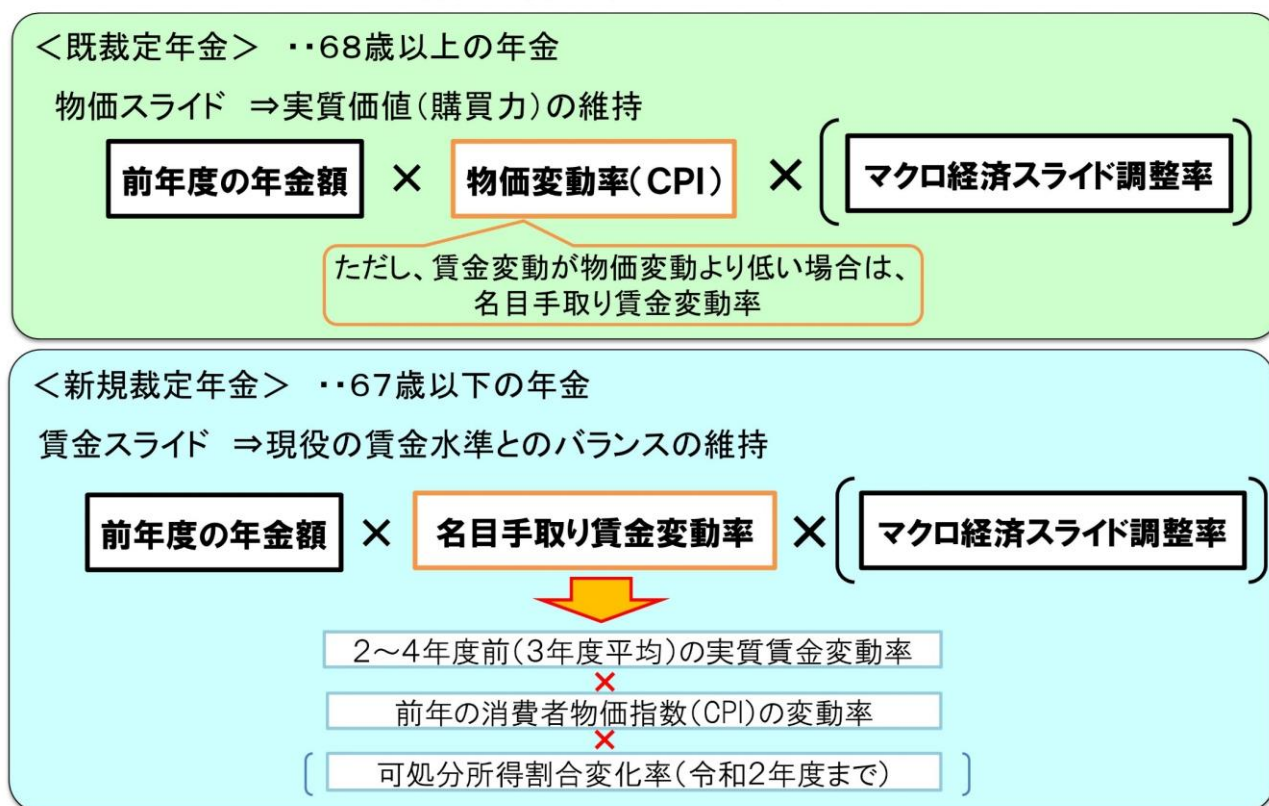 ＜既裁定年金＞ ・・６８歳以上の年金
物価スライド ⇒実質価値（購買力）の維持
前年度の年金額 × 物価変動率（CPI） × （マクロ経済スライド調整率）
ただし、賃金変動が物価変動より低い場合は、
名目手取り賃金変動率
＜新規裁定年金＞ ・・６７歳以下の年金
賃金スライド ⇒現役の賃金水準とのバランスの維持
前年度の年金額 × 名目手取り賃金変動率 × （マクロ経済スライド調整率）
２～４年度前（３年度平均）の実質賃金変動率
×
前年の消費者物価指数（CPI）の変動率
×
〔可処分所得割合変化率（令和２年度まで）〕